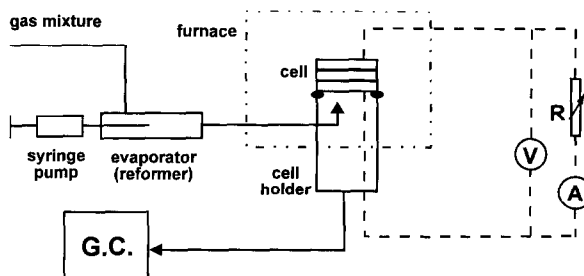 gas mixture
furnace
cell
syringe
pump
evaporator
(reformer)
cell
holder
R
V
A
G.C.